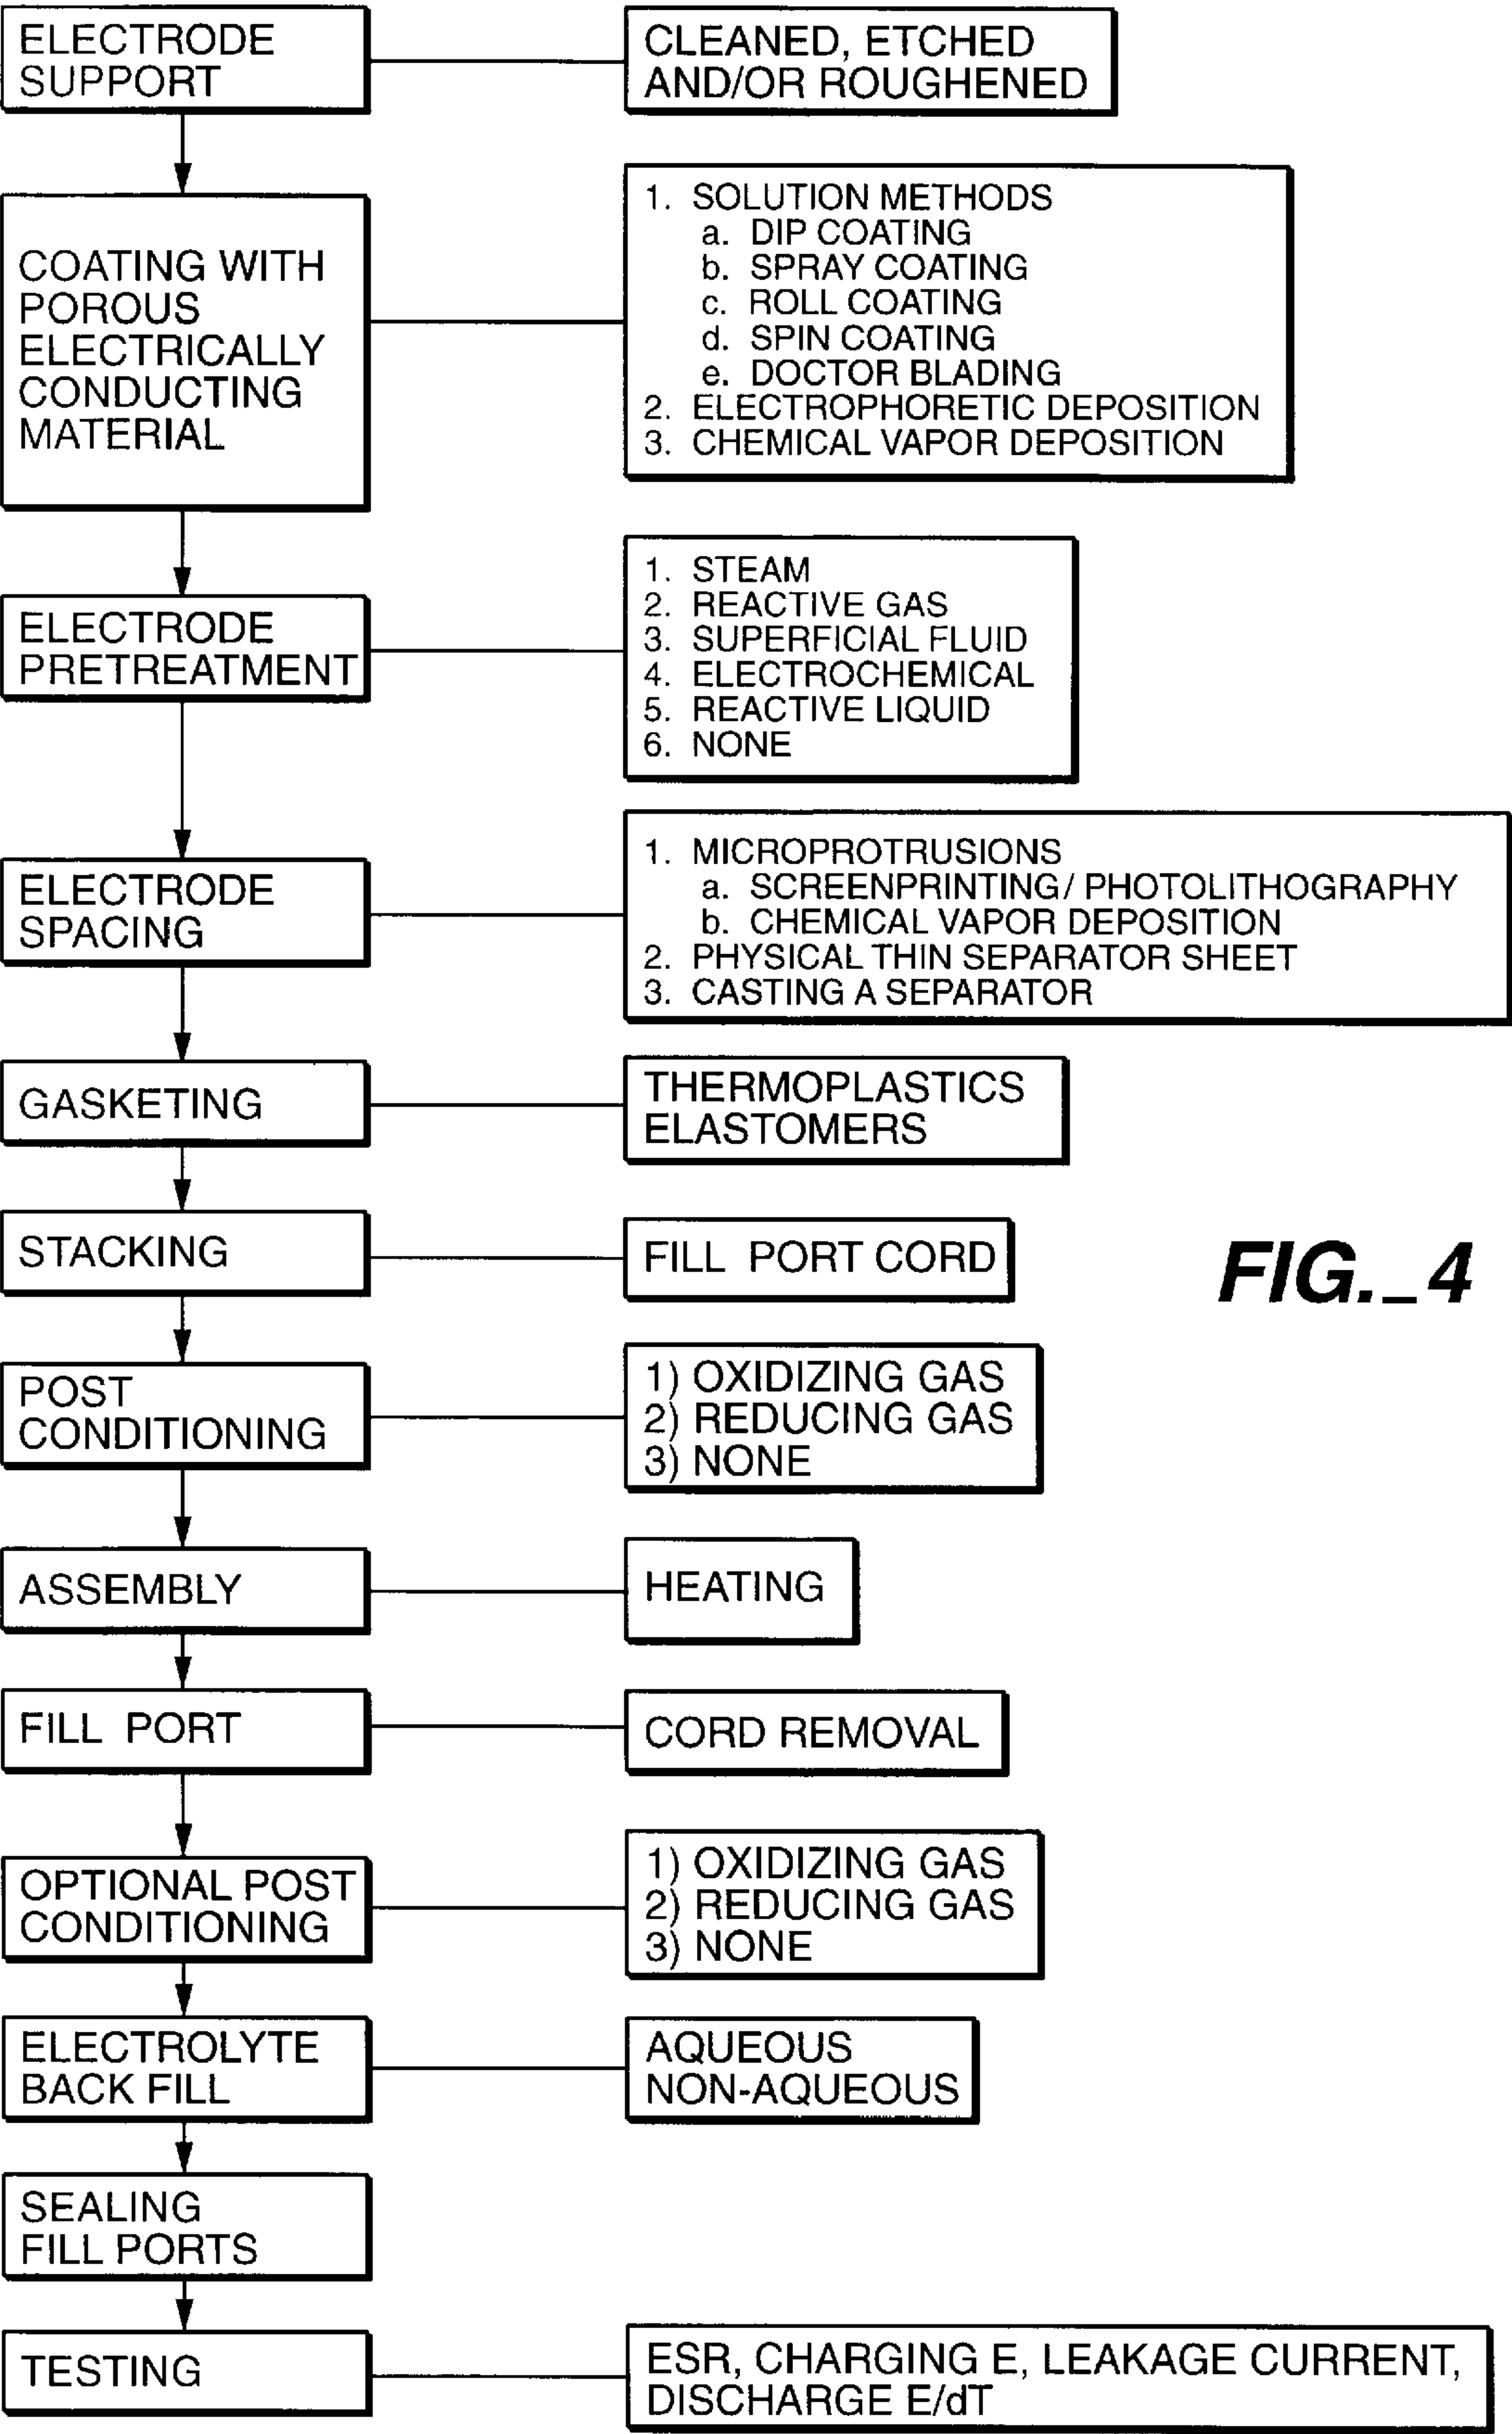 ELECTRODE
SUPPORT
CLEANED, ETCHED
AND/OR ROUGHENED
COATING WITH
POROUS
ELECTRICALLY
CONDUCTING
MATERIAL
1. SOLUTION METHODS
a. DIP COATING
b. SPRAY COATING
c. ROLL COATING
d. SPIN COATING
e. DOCTOR BLADING
2. ELECTROPHORETIC DEPOSITION
3. CHEMICAL VAPOR DEPOSITION
ELECTRODE
PRETREATMENT
1. STEAM
2. REACTIVE GAS
3. SUPERFICIAL FLUID
4. ELECTROCHEMICAL
5. REACTIVE LIQUID
6. NONE
ELECTRODE
SPACING
1. MICROPROTRUSIONS
a. SCREENPRINTING/ PHOTOLITHOGRAPHY
b. CHEMICAL VAPOR DEPOSITION
2. PHYSICAL THIN SEPARATOR SHEET
3. CASTING A SEPARATOR
GASKETING
THERMOPLASTICS
ELASTOMERS
STACKING
FILL PORT CORD
FIG._4
POST
CONDITIONING
1) OXIDIZING GAS
2) REDUCING GAS
3) NONE
ASSEMBLY
HEATING
FILL PORT
CORD REMOVAL
OPTIONAL POST
CONDITIONING
1) OXIDIZING GAS
2) REDUCING GAS
3) NONE
ELECTROLYTE
BACK FILL
AQUEOUS
NON-AQUEOUS
SEALING
FILL PORTS
TESTING
ESR, CHARGING E, LEAKAGE CURRENT,
DISCHARGE E/dT